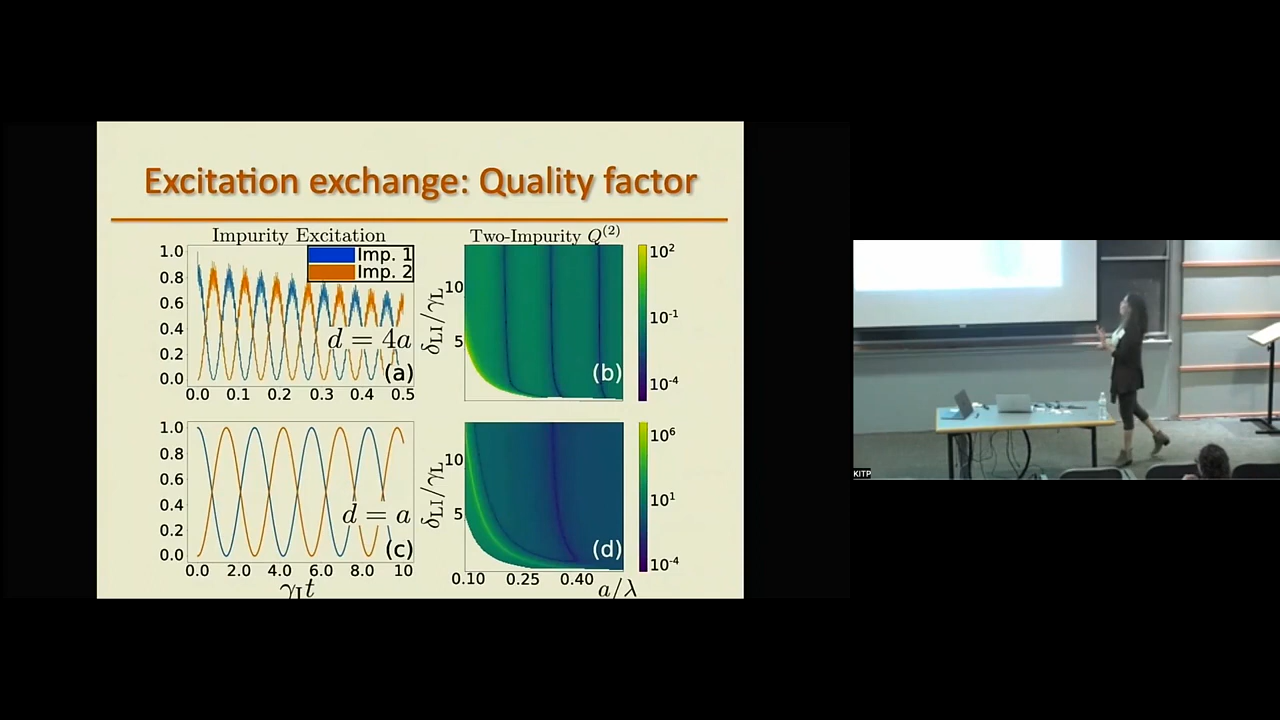 Excitation exchange: Quality factor
Impurity Excitation
Imp. 1
Imp. 2
1.0
0.8
0.6
0.4
0.2
0.0
d = 4a
(a)
0.0 0.1 0.2 0.3 0.4 0.5
Two-Impurity Q^(2)
δ_LI/γ_L
10
5
(b)
10²
10⁻¹
10⁻⁴
1.0
0.8
0.6
0.4
0.2
0.0
d = a
(c)
0.0 2.0 4.0 6.0 8.0 10
γ_I t
δ_LI/γ_L
10
5
(d)
0.10 0.25 0.40
a/λ
10⁶
10¹
10⁻⁴
KITP